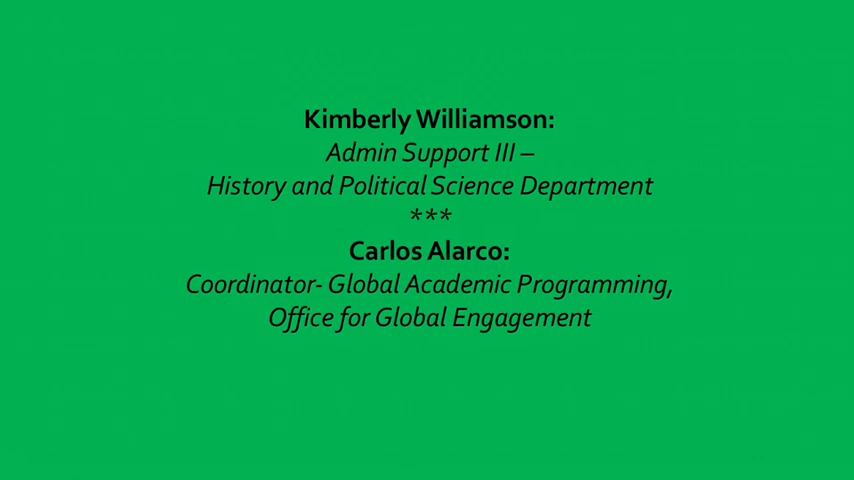 Kimberly Williamson:
Admin Support III –
History and Political Science Department
***
Carlos Alarco:
Coordinator- Global Academic Programming,
Office for Global Engagement